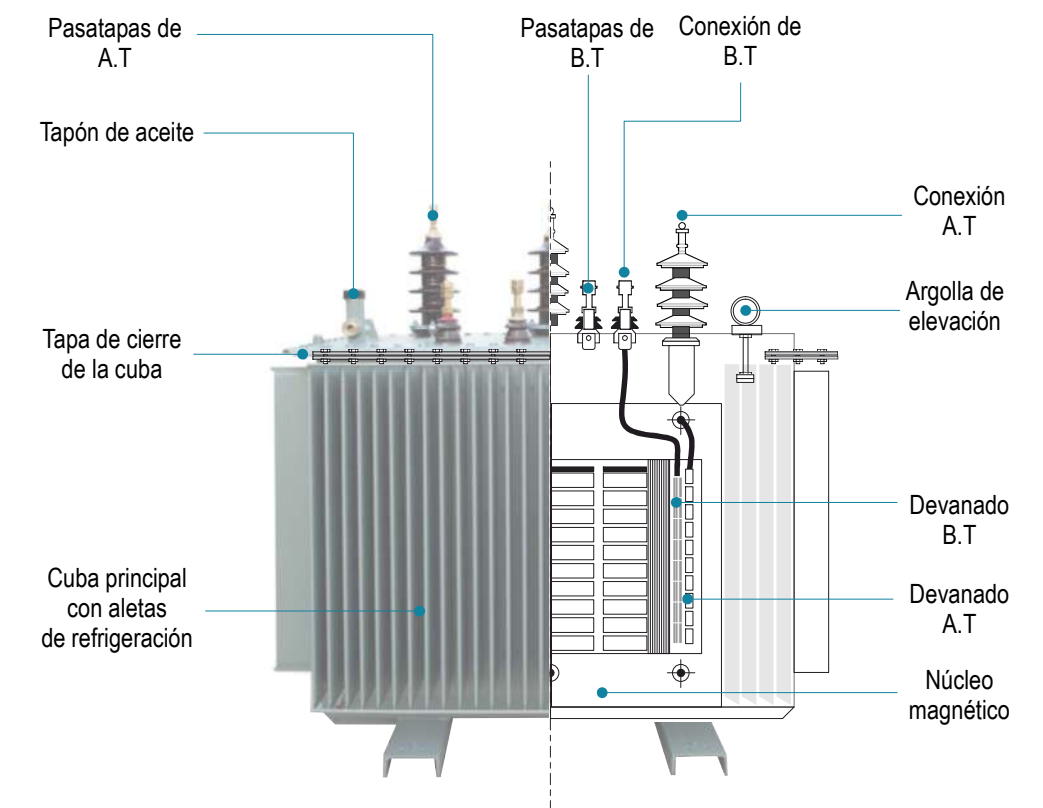 Pasatapas de
A.T
Pasatapas de
B.T
Conexión de
B.T
Tapón de aceite
Conexión
A.T
Argolla de
elevación
Tapa de cierre
de la cuba
Devanado
B.T
Cuba principal
con aletas
de refrigeración
Devanado
A.T
Núcleo
magnético